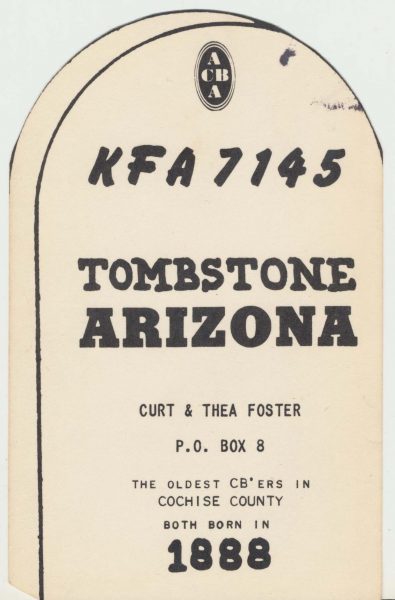 A
CB
A
KFA 7145
TOMBSTONE
ARIZONA
CURT & THEA FOSTER
P.O. BOX 8
THE OLDEST CB'ERS IN
COCHISE COUNTY
BOTH BORN IN
1888